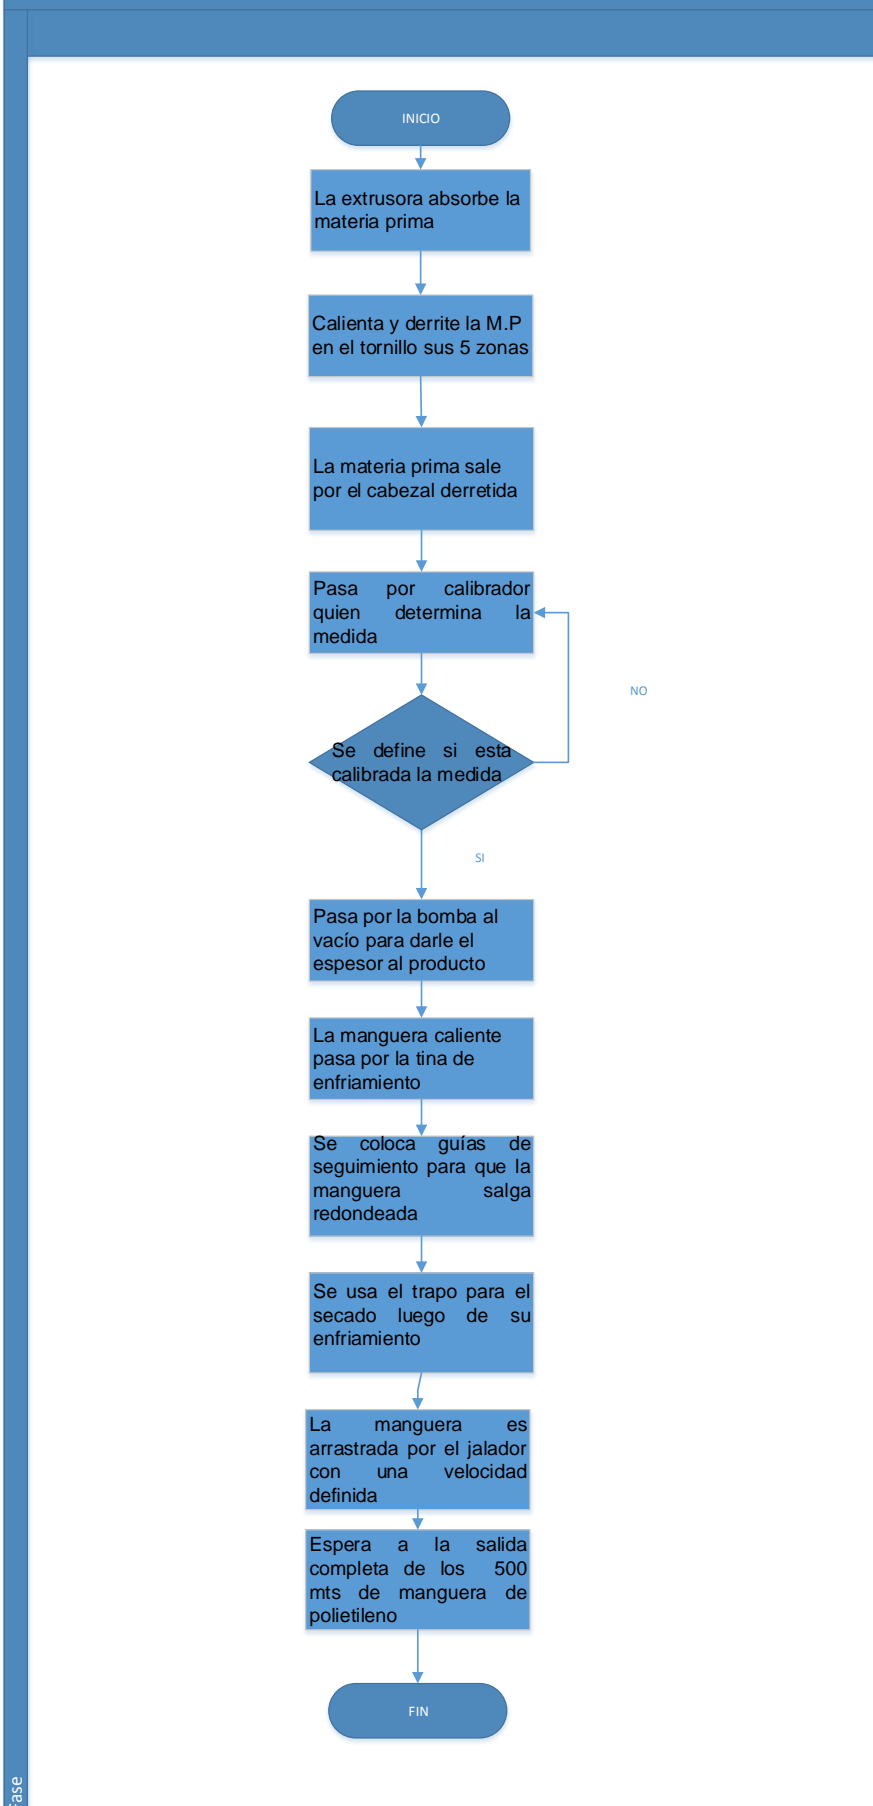 INICIO
La extrusora absorbe la
materia prima
Calienta y derrite la M.P
en el tornillo sus 5 zonas
La materia prima sale
por el cabezal derretida
Pasa por calibrador
quien determina la
medida
NO
Se define si esta
calibrada la medida
SI
Pasa por la bomba al
vacío para darle el
espesor al producto
La manguera caliente
pasa por la tina de
enfriamiento
Se coloca guías de
seguimiento para que la
manguera salga
redondeada
Se usa el trapo para el
secado luego de su
enfriamiento
La manguera es
arrastrada por el jalador
con una velocidad
definida
Espera a la salida
completa de los 500
mts de manguera de
polietileno
FIN
Fase